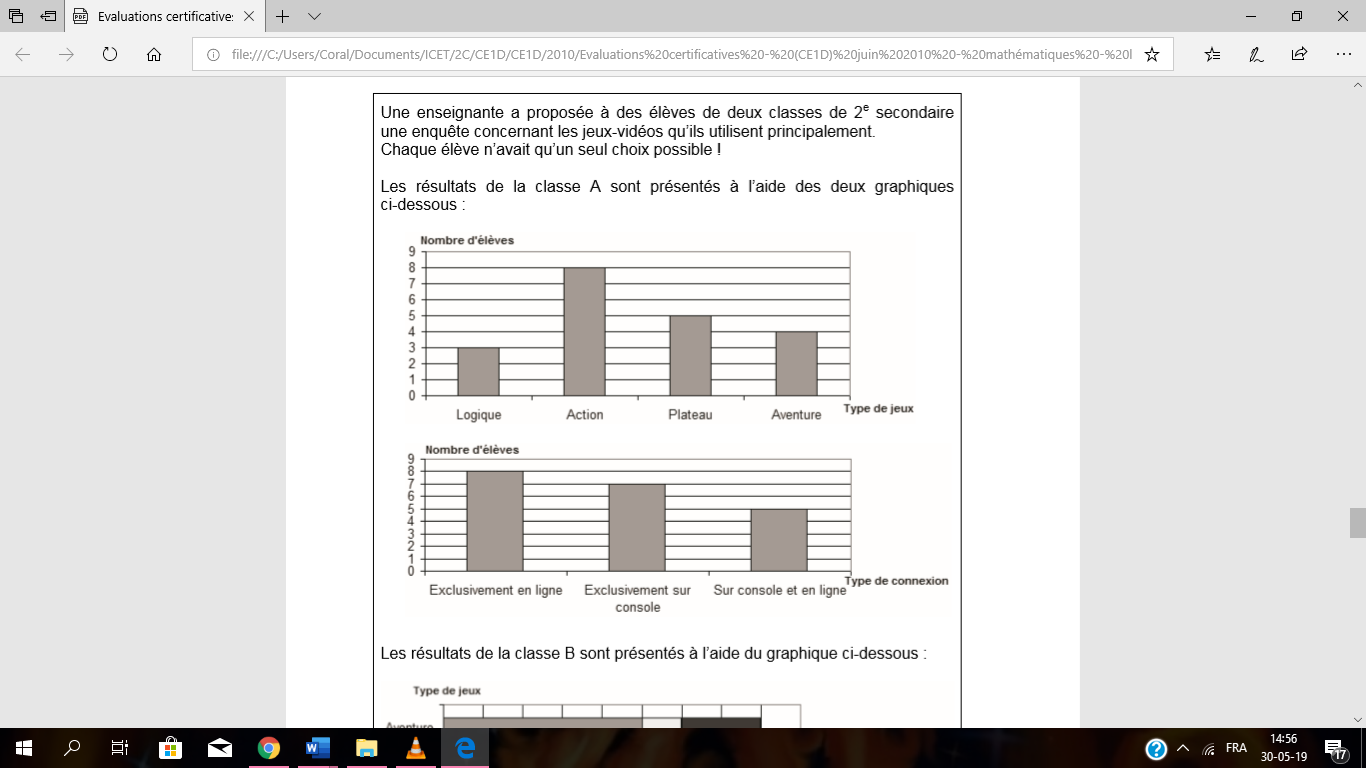 Evaluations certificatives
file:///C:/Users/Coral/Documents/ICET/2C/CE1D/CE1D/2010/Evaluations%20certificatives%20-%20(CE1D)%20juin%202010%20-%20mathématiques%20-%20l
Une enseignante a proposée à des élèves de deux classes de 2e secondaire
une enquête concernant les jeux-vidéos qu'ils utilisent principalement.
Chaque élève n'avait qu'un seul choix possible !
Les résultats de la classe A sont présentés à l'aide des deux graphiques
ci-dessous :
Nombre d'élèves
9
8
7
6
5
4
3
2
1
0
Logique Action Plateau Aventure
Type de jeux
Nombre d'élèves
9
8
7
6
5
4
3
2
1
0
Type de connexion
Exclusivement en ligne Exclusivement sur Sur console et en ligne
console
Les résultats de la classe B sont présentés à l'aide du graphique ci-dessous :
Type de jeux
Aventure
FRA
14:56
30-05-19
17